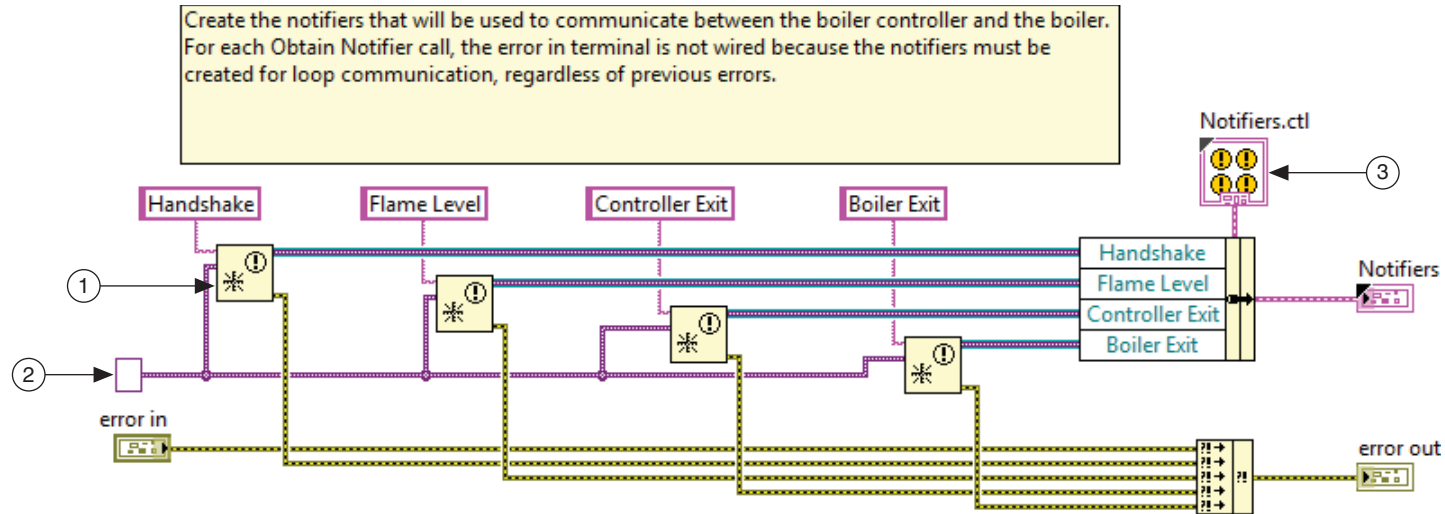 Create the notifiers that will be used to communicate between the boiler controller and the boiler.
For each Obtain Notifier call, the error in terminal is not wired because the notifiers must be
created for loop communication, regardless of previous errors.
Notifiers.ctl
3
Handshake
Flame Level
Controller Exit
Boiler Exit
1
Handshake
Flame Level
Controller Exit
Boiler Exit
Notifiers
2
error in
error out
?!
?!
?!
?!
?!
?!